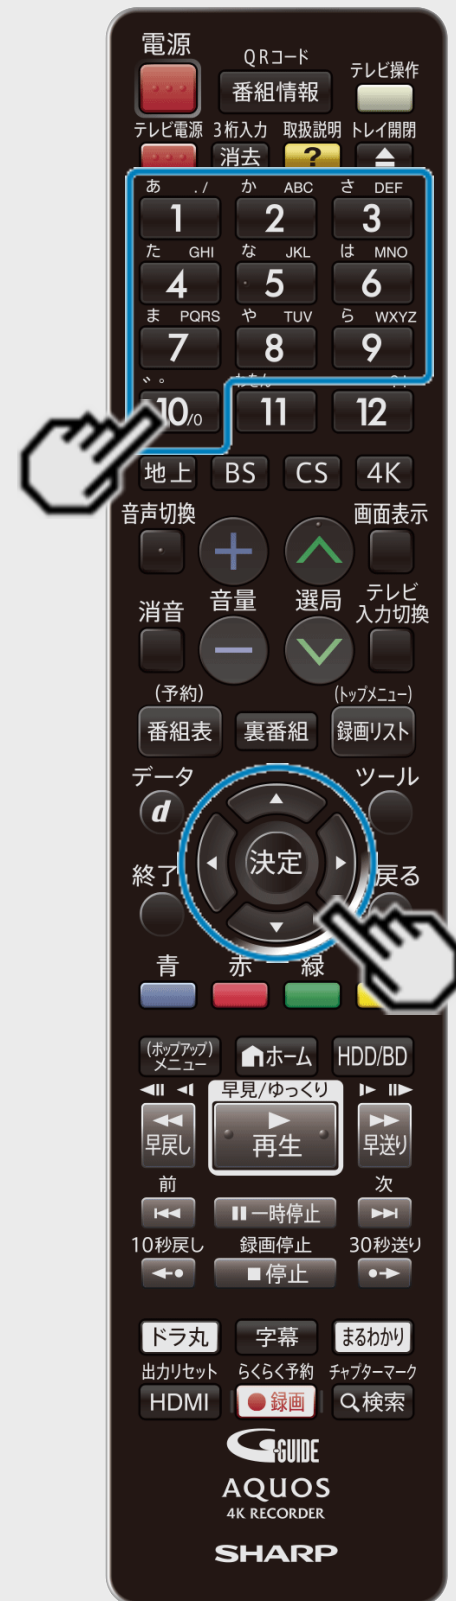 電源
QRコード
番組情報
テレビ操作
テレビ電源 3桁入力 取扱説明 トレイ開閉
消去 ?
あ ./ か ABC さ DEF
1 2 3
た GHI な JKL は MNO
4 5 6
ま PQRS や TUV ら WXYZ
7 8 9
10/0 11 12
地上 BS CS 4K
音声切換 画面表示
消音 音量 選局 テレビ
入力切換
(予約) (トップメニュー)
番組表 裏番組 録画リスト
データ ツール
d
決定
終了 戻る
青 赤 緑
(ポップアップ)
メニュー ホーム HDD/BD
早見/ゆっくり
早戻し 再生 早送り
前 次
一時停止
10秒戻し 録画停止 30秒送り
停止
ドラ丸 字幕 まるわかり
出力リセット らくらく予約 チャプターマーク
HDMI 録画 検索
G-GUIDE
AQUOS
4K RECORDER
SHARP